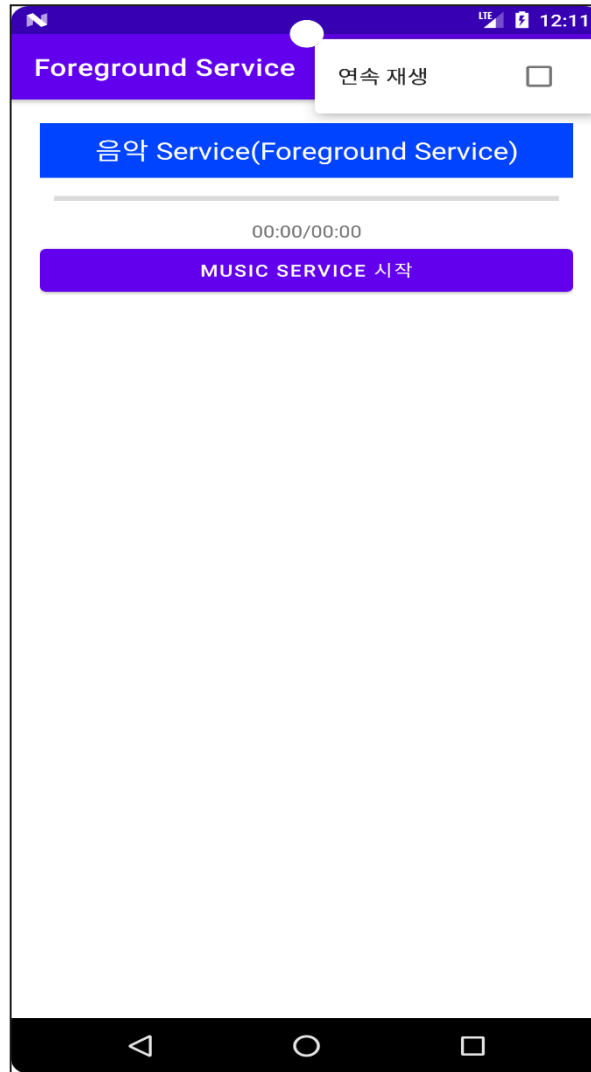 LTE 12:11
Foreground Service
연속 재생
음악 Service(Foreground Service)
00:00/00:00
MUSIC SERVICE 시작